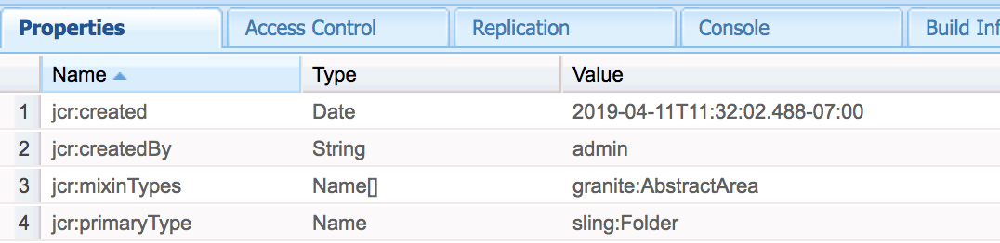 Properties Access Control Replication Console Build Inf
Name Type Value
1 jcr:created Date 2019-04-11T11:32:02.488-07:00
2 jcr:createdBy String admin
3 jcr:mixinTypes Name[] granite:AbstractArea
4 jcr:primaryType Name sling:Folder